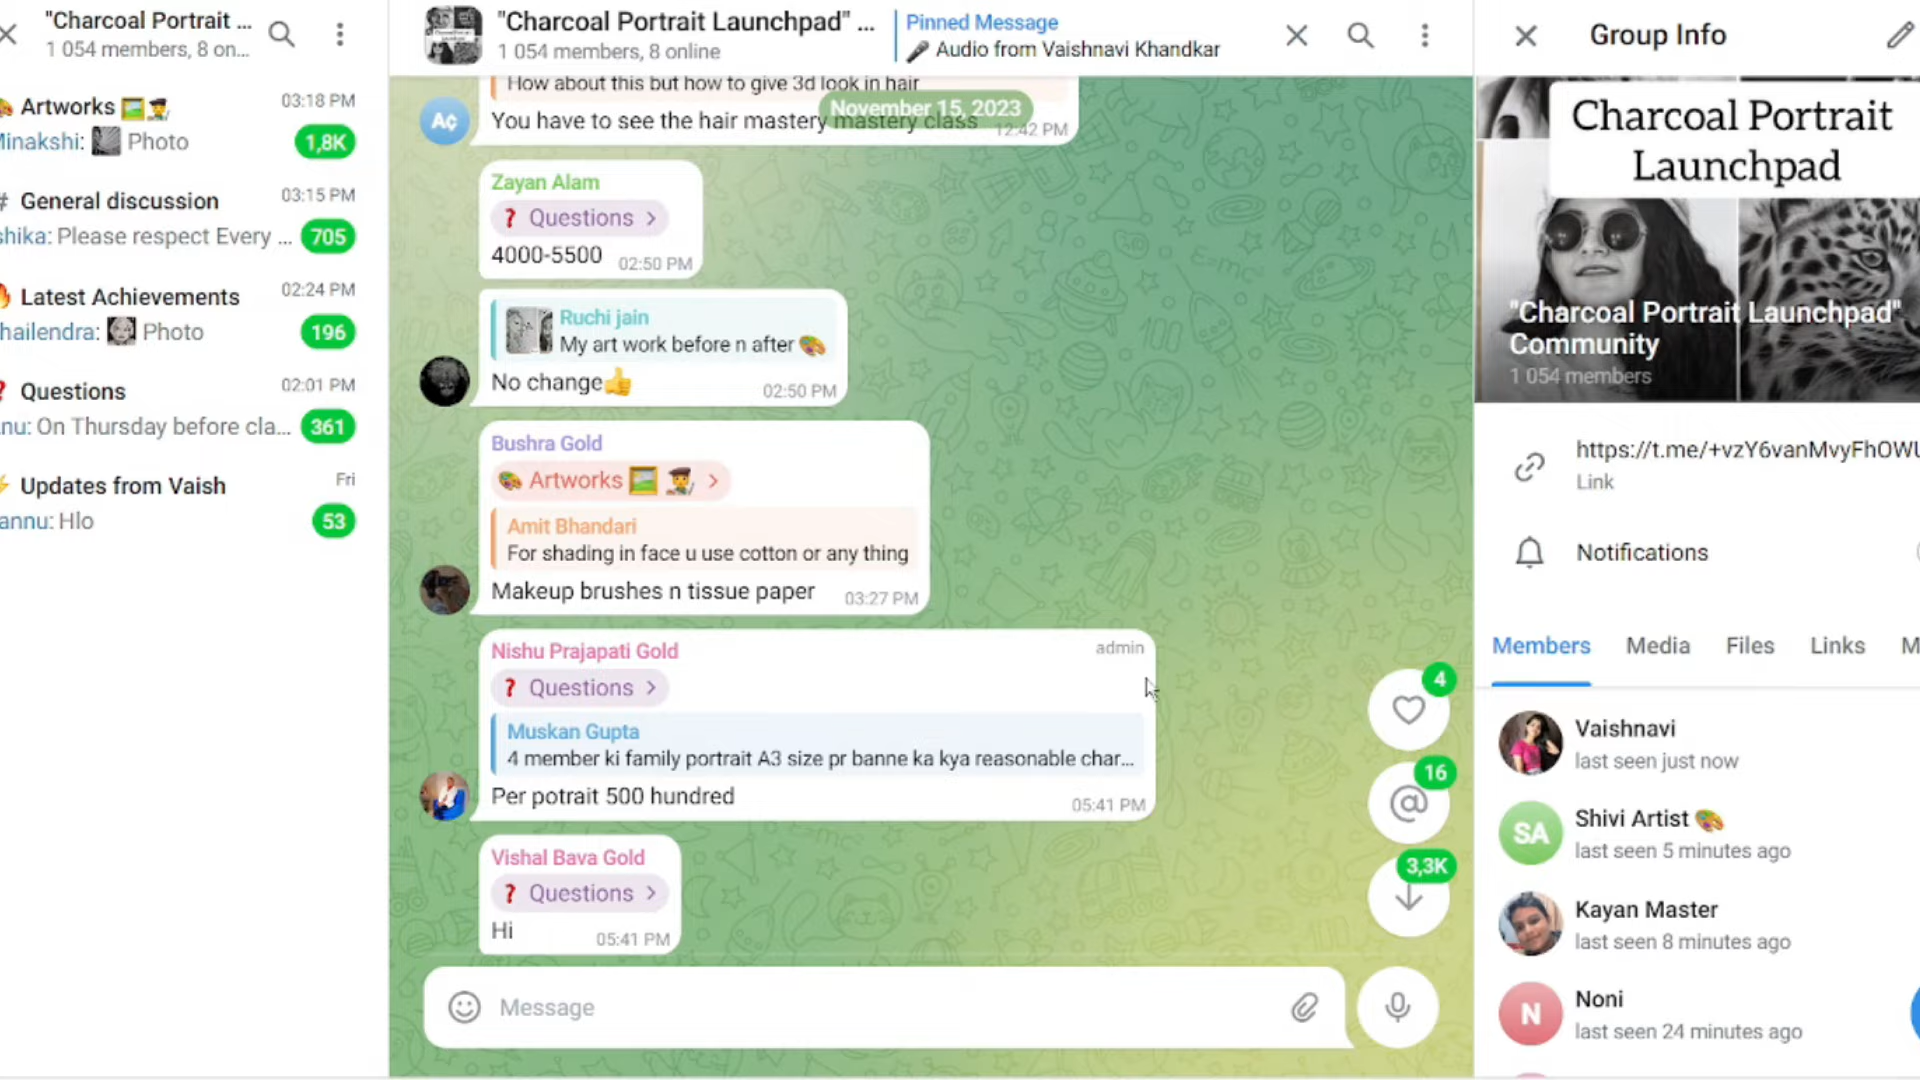 "Charcoal Portrait ...
1 054 members, 8 on...
Artworks
03:18 PM
Minakshi: Photo
1,8K
General discussion
03:15 PM
shika: Please respect Every ...
705
Latest Achievements
02:24 PM
hailendra: Photo
196
Questions
02:01 PM
nu: On Thursday before cla...
361
Updates from Vaish
Fri
annu: Hlo
53
"Charcoal Portrait Launchpad" ...
1 054 members, 8 online
Pinned Message
🎤 Audio from Vaishnavi Khandkar
How about this but how to give 3d look in hair
November 15, 2023
You have to see the hair mastery mastery class
12:42 PM
Zayan Alam
❓ Questions >
4000-5500 02:50 PM
Ruchi jain
My art work before n after 🎨
No change👍 02:50 PM
Bushra Gold
🎨 Artworks 🖼️ 👨‍🎨 >
Amit Bhandari
For shading in face u use cotton or any thing
Makeup brushes n tissue paper 03:27 PM
Nishu Prajapati Gold admin
❓ Questions >
Muskan Gupta
4 member ki family portrait A3 size pr banne ka kya reasonable char...
Per potrait 500 hundred 05:41 PM
Vishal Bava Gold
❓ Questions >
Hi 05:41 PM
4
16
3,3K
Message
Group Info
Charcoal Portrait
Launchpad
"Charcoal Portrait Launchpad"
Community
1 054 members
https://t.me/+vzY6vanMvyFhOWU
Link
Notifications
Members Media Files Links M
Vaishnavi
last seen just now
SA
Shivi Artist 🎨
last seen 5 minutes ago
Kayan Master
last seen 8 minutes ago
N
Noni
last seen 24 minutes ago